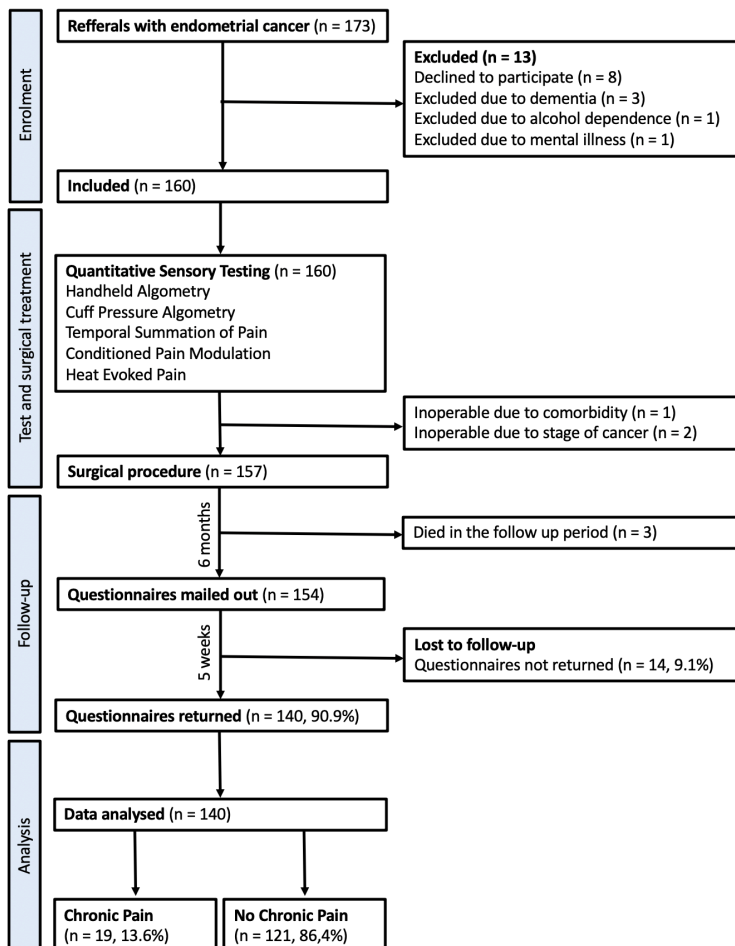 Enrolment
Refferals with endometrial cancer (n = 173)
Excluded (n = 13)
Declined to participate (n = 8)
Excluded due to dementia (n = 3)
Excluded due to alcohol dependence (n = 1)
Excluded due to mental illness (n = 1)
Included (n = 160)
Test and surgical treatment
Quantitative Sensory Testing (n = 160)
Handheld Algometry
Cuff Pressure Algometry
Temporal Summation of Pain
Conditioned Pain Modulation
Heat Evoked Pain
Inoperable due to comorbidity (n = 1)
Inoperable due to stage of cancer (n = 2)
Surgical procedure (n = 157)
Follow-up
6 months
Died in the follow up period (n = 3)
Questionnaires mailed out (n = 154)
5 weeks
Lost to follow-up
Questionnaires not returned (n = 14, 9.1%)
Questionnaires returned (n = 140, 90.9%
Analysis
Data analysed (n = 140)
Chronic Pain
(n = 19, 13.6%)
No Chronic Pain
(n = 121, 86,4%)